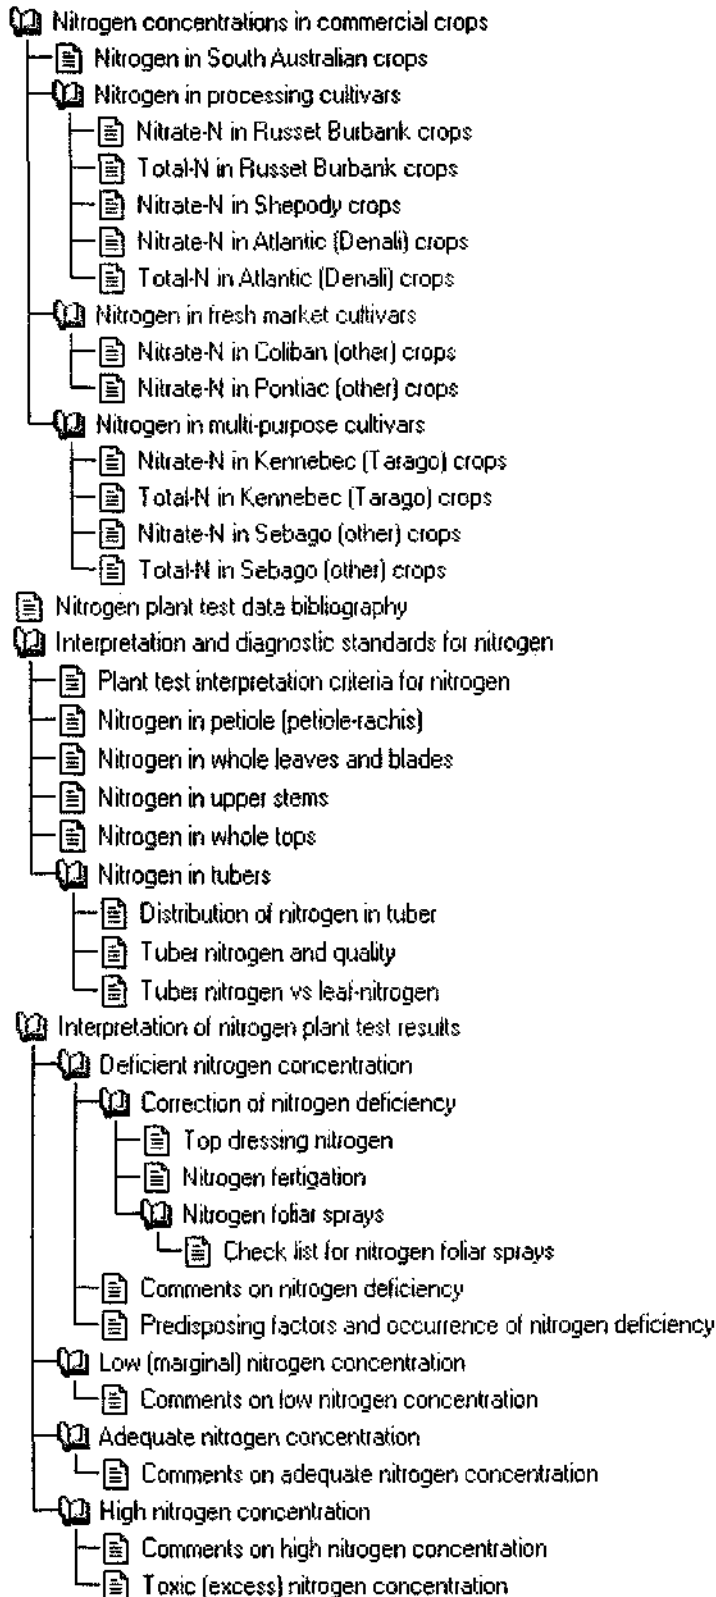 Nitrogen concentrations in commercial crops
Nitrogen in South Australian crops
Nitrogen in processing cultivars
Nitrate-N in Russet Burbank crops
Total-N in Russet Burbank crops
Nitrate-N in Shepody crops
Nitrate-N in Atlantic (Denali) crops
Total-N in Atlantic (Denali) crops
Nitrogen in fresh market cultivars
Nitrate-N in Coliban (other) crops
Nitrate-N in Pontiac (other) crops
Nitrogen in multi-purpose cultivars
Nitrate-N in Kennebec (Tarago) crops
Total-N in Kennebec (Tarago) crops
Nitrate-N in Sebago (other) crops
Total-N in Sebago (other) crops
Nitrogen plant test data bibliography
Interpretation and diagnostic standards for nitrogen
Plant test interpretation criteria for nitrogen
Nitrogen in petiole (petiole-rachis)
Nitrogen in whole leaves and blades
Nitrogen in upper stems
Nitrogen in whole tops
Nitrogen in tubers
Distribution of nitrogen in tuber
Tuber nitrogen and quality
Tuber nitrogen vs leaf-nitrogen
Interpretation of nitrogen plant test results
Deficient nitrogen concentration
Correction of nitrogen deficiency
Top dressing nitrogen
Nitrogen fertigation
Nitrogen foliar sprays
Check list for nitrogen foliar sprays
Comments on nitrogen deficiency
Predisposing factors and occurrence of nitrogen deficiency
Low (marginal) nitrogen concentration
Comments on low nitrogen concentration
Adequate nitrogen concentration
Comments on adequate nitrogen concentration
High nitrogen concentration
Comments on high nitrogen concentration
Toxic (excess) nitrogen concentration